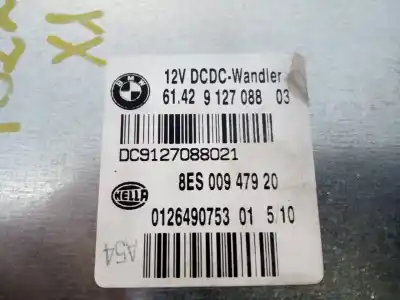 BMW
12V DCDC-Wandler
61.42 9 127 088 03
DC9127088021
8ES 009 479 20
HELLA
0126490753 01 5/10
A54